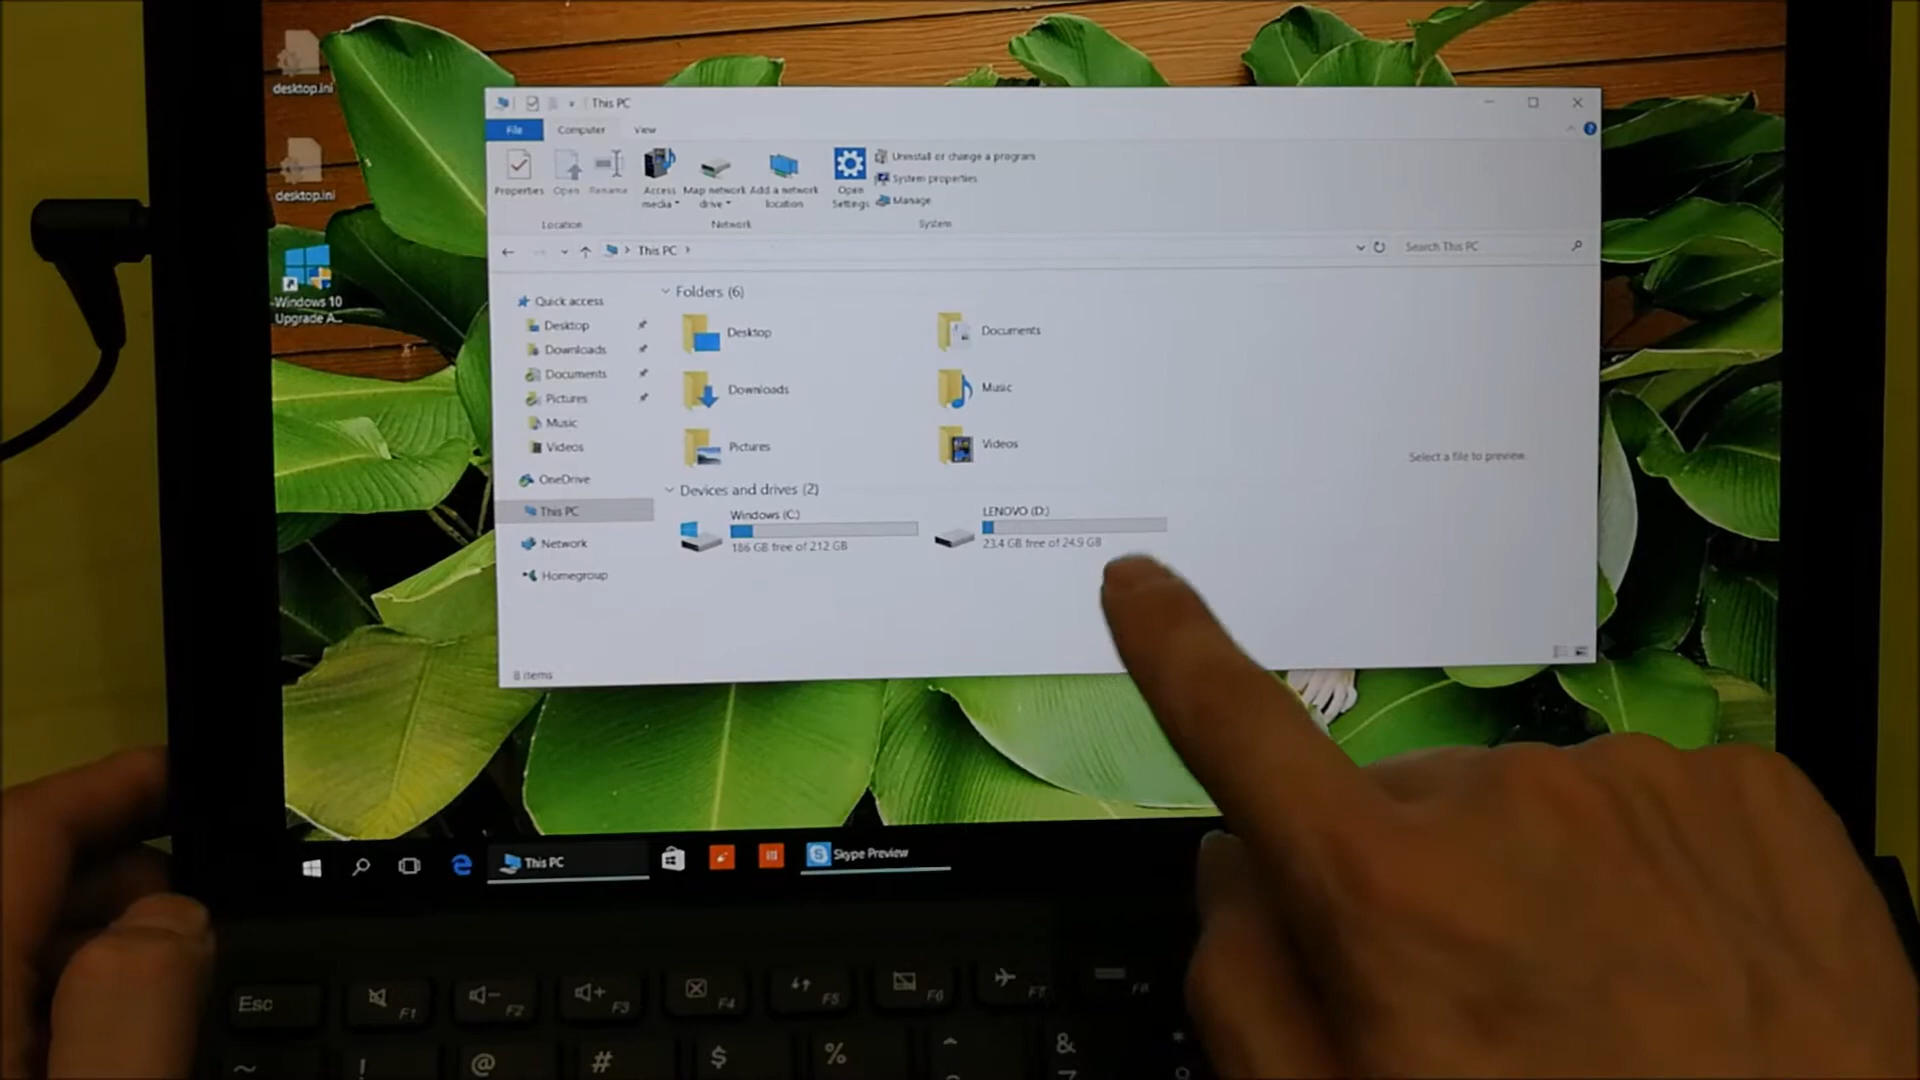 desktop.ini
desktop.ini
Windows 10
Upgrade A...
This PC
File Computer View
Properties Open Rename
Access
media
Map network
drive
Add a network
location
Open
Settings
Uninstall or change a program
System properties
Manage
Location Network System
This PC
Search This PC
Quick access
Desktop
Downloads
Documents
Pictures
Music
Videos
OneDrive
This PC
Network
Homegroup
Folders (6)
Desktop
Documents
Downloads
Music
Pictures
Videos
Devices and drives (2)
Windows (C:)
186 GB free of 212 GB
LENOVO (D:)
23.4 GB free of 24.9 GB
Select a file to preview.
8 items
This PC
Skype Preview
Esc F1 F2 F3 F4 F5 F6 F7 F8
~ ! @ # $ % ^ & *